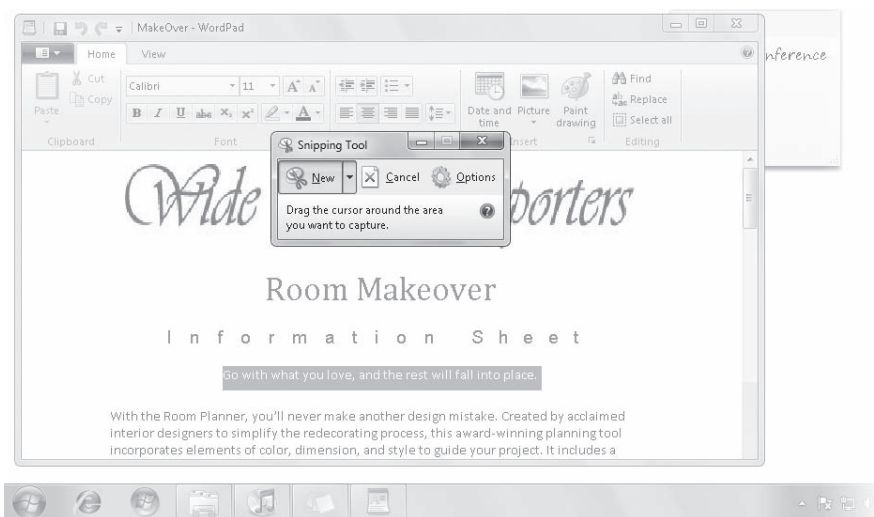 MakeOver - WordPad
Home View
nference
Cut
Copy
Paste
Calibri 11 A A
B I U abc X₂ X² A
Date and time
Picture
Paint drawing
Find
Replace
Select all
Clipboard Font nsert Editing
Snipping Tool
New Cancel Options
Drag the cursor around the area
you want to capture.
Wide porters
Room Makeover
Information Sheet
Go with what you love, and the rest will fall into place.
With the Room Planner, you'll never make another design mistake. Created by acclaimed
interior designers to simplify the redecorating process, this award-winning planning tool
incorporates elements of color, dimension, and style to guide your project. It includes a